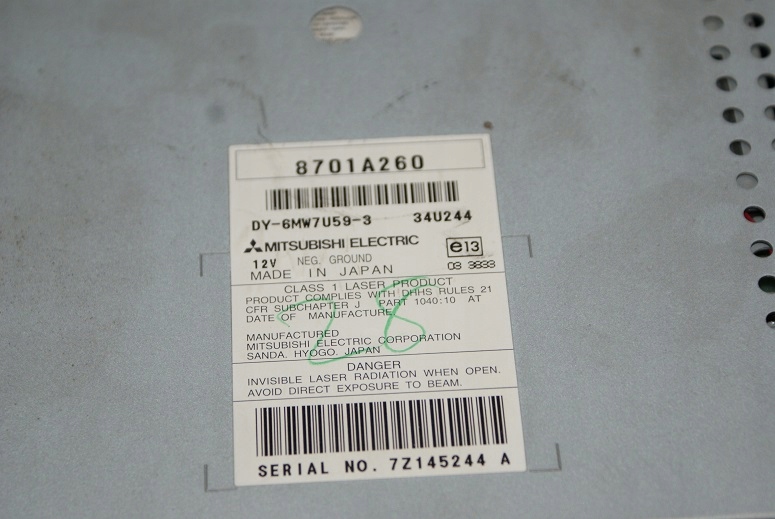 8701A260
DY-6MW7U59-3 34U244
MITSUBISHI ELECTRIC e13
12V NEG. GROUND 03 3833
MADE IN JAPAN
CLASS 1 LASER PRODUCT
PRODUCT COMPLIES WITH DHHS RULES 21
CFR SUBCHAPTER J PART 1040:10 AT
DATE OF MANUFACTURE
28
MANUFACTURED
MITSUBISHI ELECTRIC CORPORATION
SANDA. HYOGO. JAPAN
DANGER
INVISIBLE LASER RADIATION WHEN OPEN.
AVOID DIRECT EXPOSURE TO BEAM.
SERIAL NO. 7Z145244 A